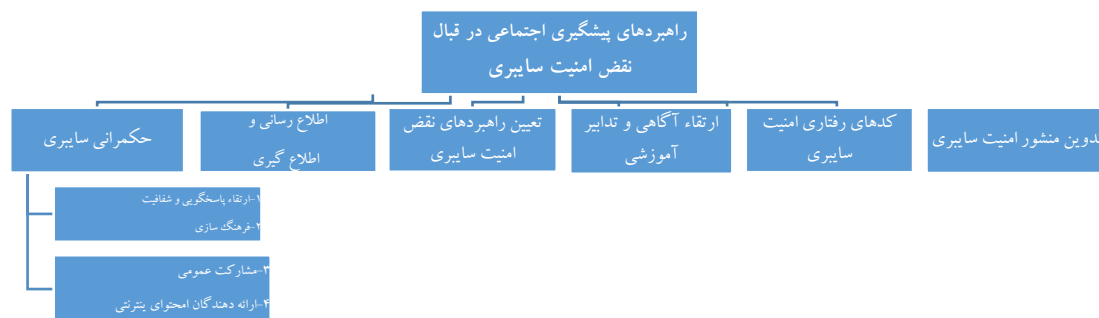 راهبردهای پیشگیری اجتماعی در قبال
نقض امنیت سایبری
تدوین منشور امنیت سایبری
کدهای رفتاری امنیت
سایبری
ارتقاء آگاهی و تدابیر
آموزشی
تعیین راهبردهای نقض
امنیت سایبری
اطلاع رسانی و
اطلاع گیری
حکمرانی سایبری
۱-ارتقاء پاسخگویی و شفافیت
۲-فرهنگ سازی
۳-مشارکت عمومی
۴-ارائه دهندگان امحتوای ینترنتی